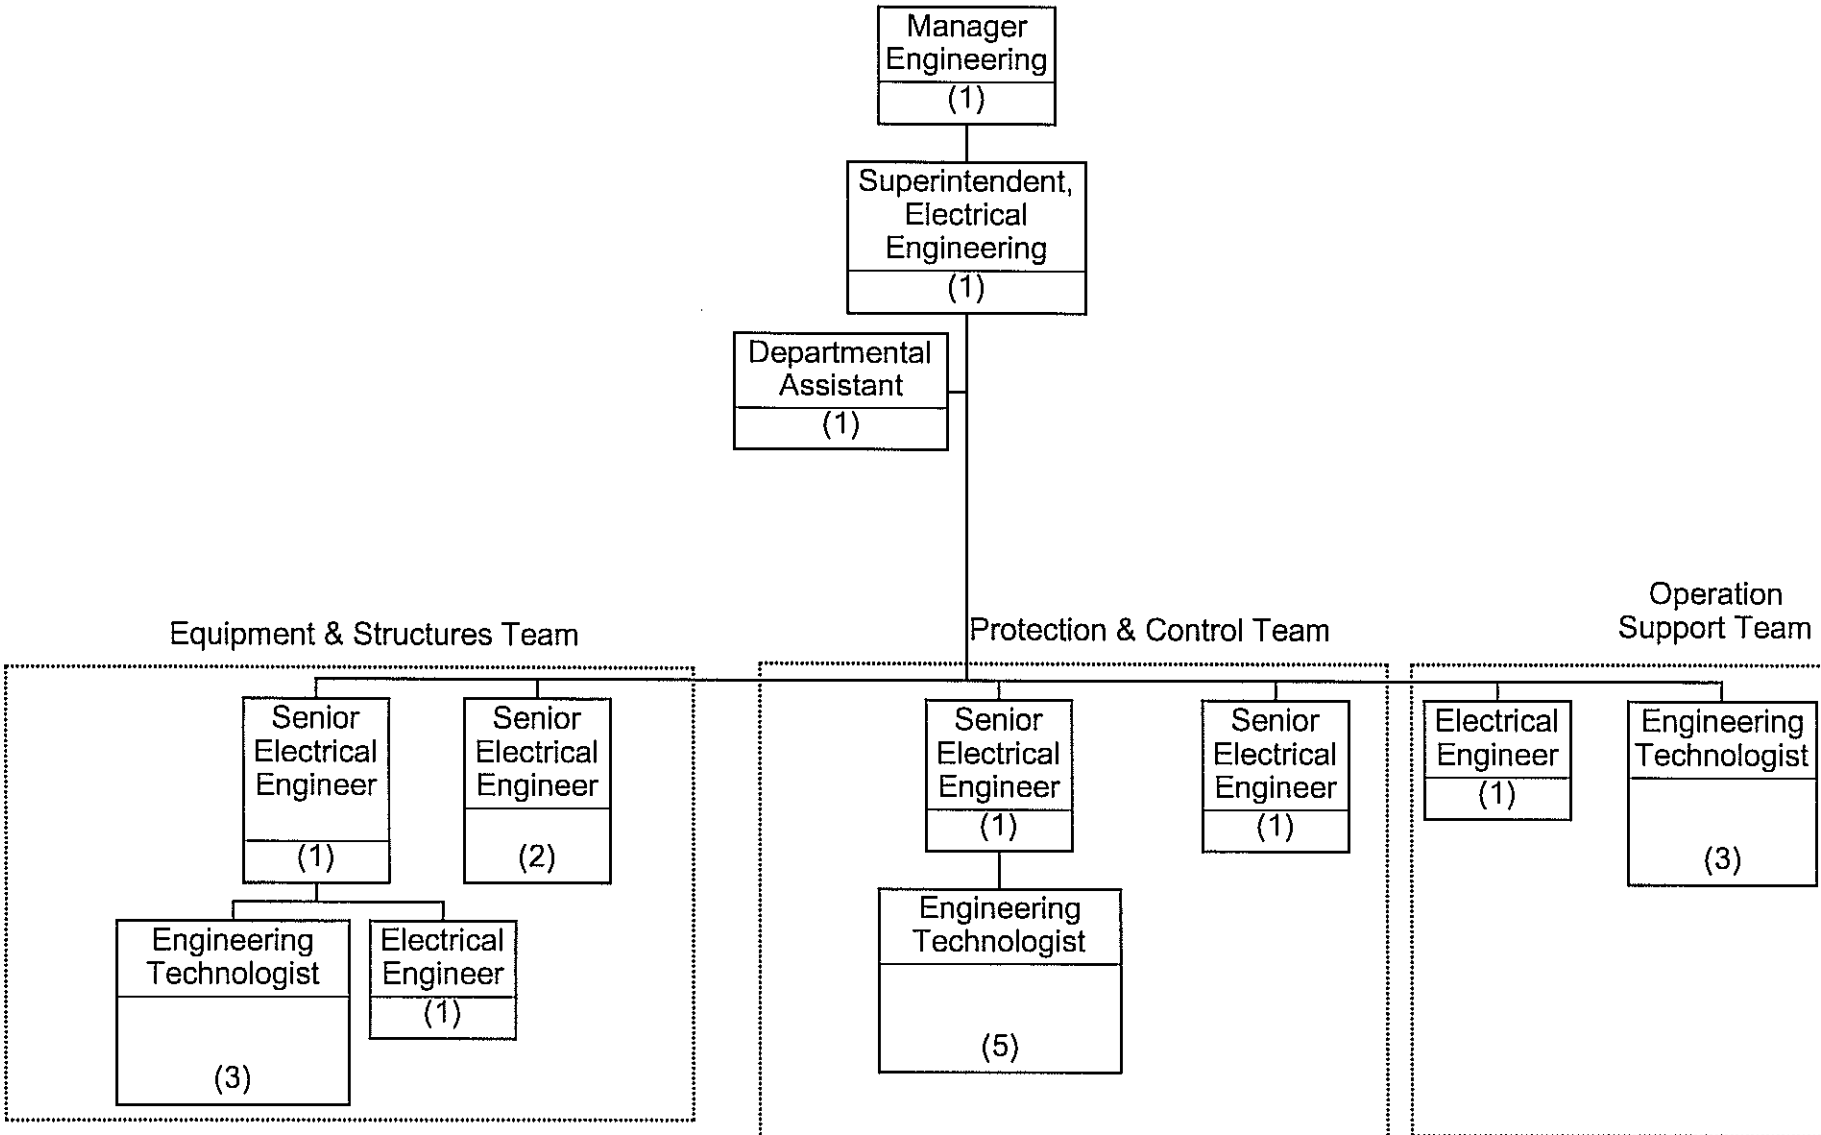 Manager
Engineering
(1)
Superintendent,
Electrical
Engineering
(1)
Departmental
Assistant
(1)
Equipment & Structures Team
Protection & Control Team
Operation
Support Team
Senior
Electrical
Engineer
(1)
Senior
Electrical
Engineer
(2)
Senior
Electrical
Engineer
(1)
Senior
Electrical
Engineer
(1)
Electrical
Engineer
(1)
Engineering
Technologist
(3)
Engineering
Technologist
(3)
Electrical
Engineer
(1)
Engineering
Technologist
(5)